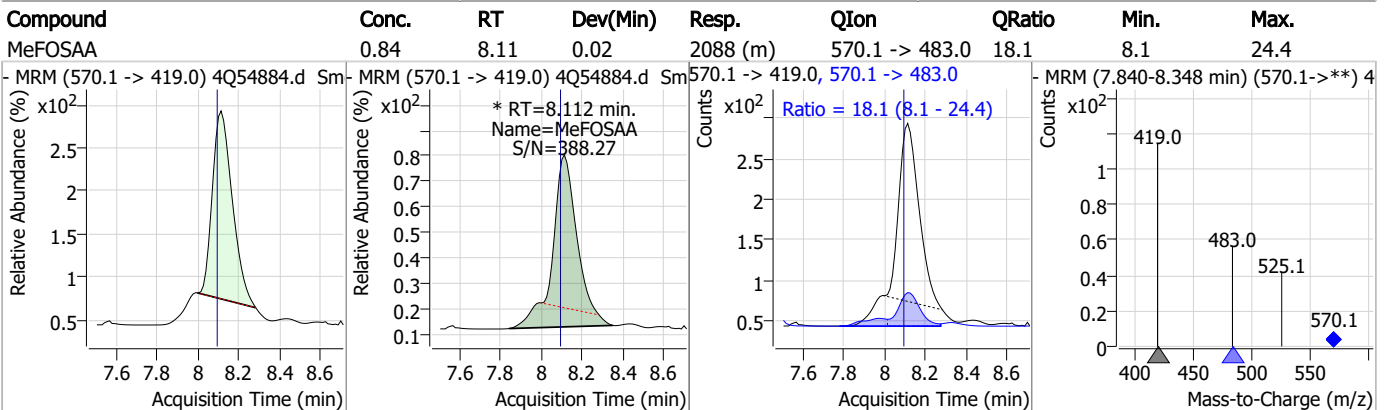 Compound Conc. RT Dev(Min) Resp. QIon QRatio Min. Max.
MeFOSAA 0.84 8.11 0.02 2088 (m) 570.1 -> 483.0 18.1 8.1 24.4
- MRM (570.1 -> 419.0) 4Q54884.d Sm
x10²
Relative Abundance (%)
2.5
2
1.5
1
0.5
7.6 7.8 8 8.2 8.4 8.6
Acquisition Time (min)
- MRM (570.1 -> 419.0) 4Q54884.d Sm
x10²
* RT=8.112 min.
Name=MeFOSAA
S/N=388.27
Relative Abundance (%)
0.8
0.7
0.6
0.5
0.4
0.3
0.2
0.1
7.6 7.8 8 8.2 8.4 8.6
Acquisition Time (min)
570.1 -> 419.0, 570.1 -> 483.0
x10²
Ratio = 18.1 (8.1 - 24.4)
Counts
2.5
2
1.5
1
0.5
7.6 7.8 8 8.2 8.4 8.6
Acquisition Time (min)
- MRM (7.840-8.348 min) (570.1->**) 4
x10²
Counts
1
0.8
0.6
0.4
0.2
0
419.0
483.0
525.1
570.1
400 450 500 550
Mass-to-Charge (m/z)